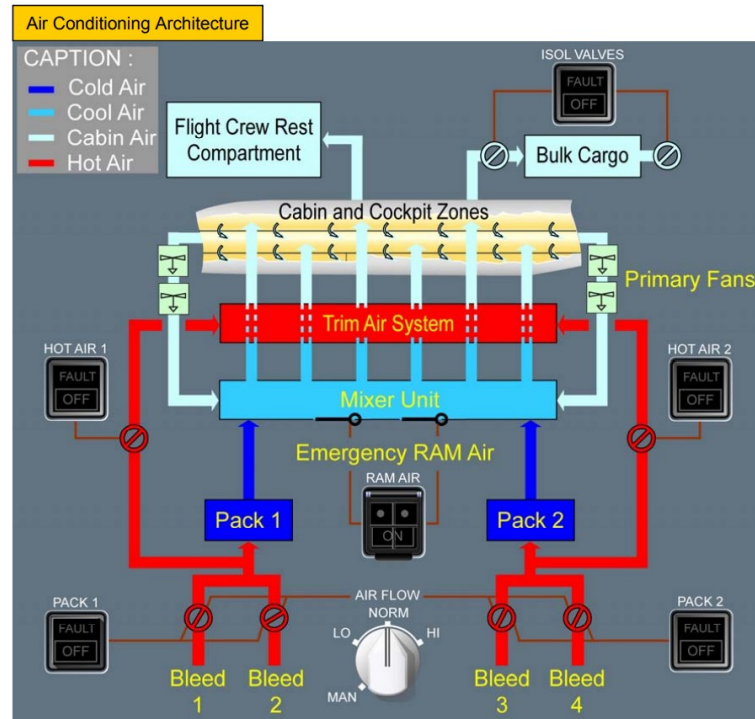 Air Conditioning Architecture
CAPTION :
Cold Air
Cool Air
Cabin Air
Hot Air
ISOL VALVES
FAULT
OFF
Flight Crew Rest
Compartment
Bulk Cargo
Cabin and Cockpit Zones
Primary Fans
Trim Air System
HOT AIR 1
FAULT
OFF
HOT AIR 2
FAULT
OFF
Mixer Unit
Emergency RAM Air
RAM AIR
ON
Pack 1
Pack 2
PACK 1
FAULT
OFF
AIR FLOW
NORM
LO
HI
MAN
PACK 2
FAULT
OFF
Bleed
1
Bleed
2
Bleed
3
Bleed
4